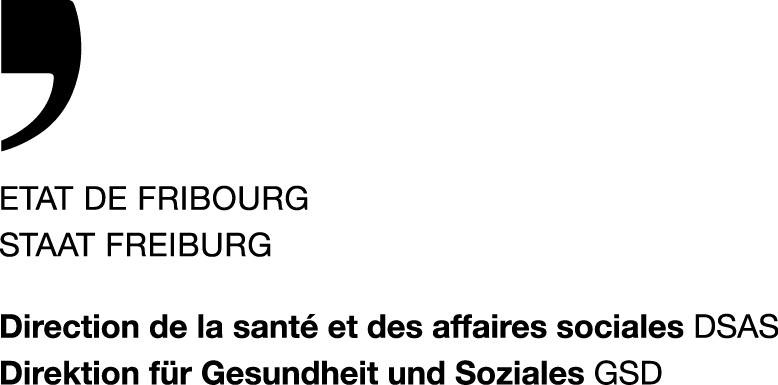 ETAT DE FRIBOURG
STAAT FREIBURG
Direction de la santé et des affaires sociales DSAS
Direktion für Gesundheit und Soziales GSD